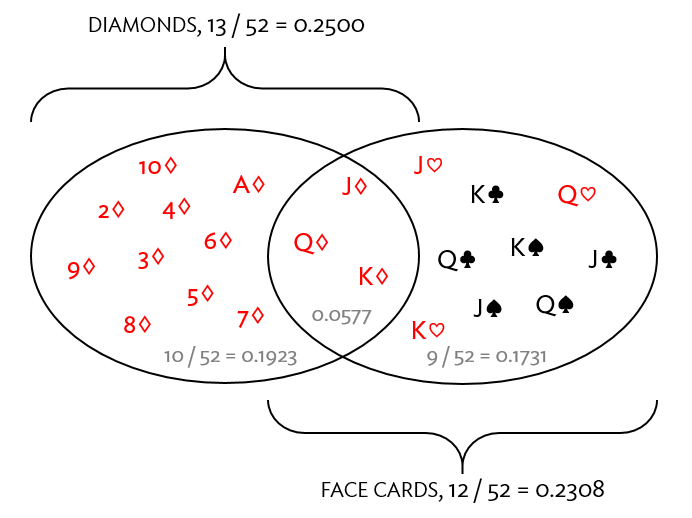 DIAMONDS, 13 / 52 = 0.2500
10♢
A♢
2♢
4♢
6♢
3♢
9♢
5♢
8♢
7♢
10 / 52 = 0.1923
J♢
Q♢
K♢
0.0577
J♡
K♣
Q♡
K♠
Q♣
J♣
J♠
Q♠
K♡
9 / 52 = 0.1731
FACE CARDS, 12 / 52 = 0.2308